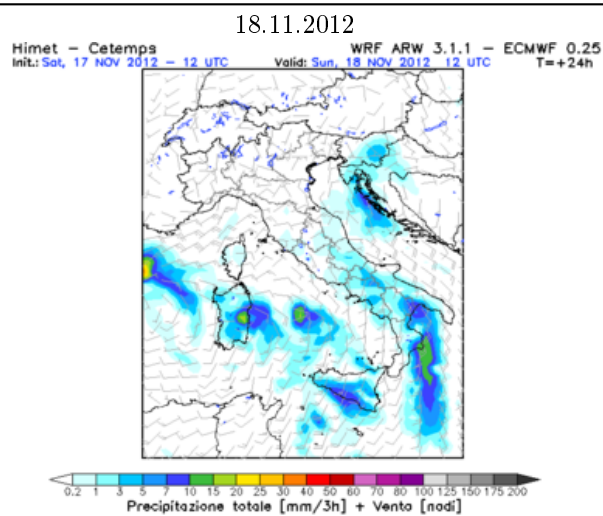 18.11.2012
Himet - Cetemps WRF ARW 3.1.1 - ECMWF 0.25
Init.: Sat, 17 NOV 2012 - 12 UTC Valid: Sun, 18 NOV 2012 12 UTC T=+24h
0.2 1 3 5 7 10 15 20 25 30 40 50 60 70 80 100 125 150 175 200
Precipitazione totale [mm/3h] + Vento [nodi]